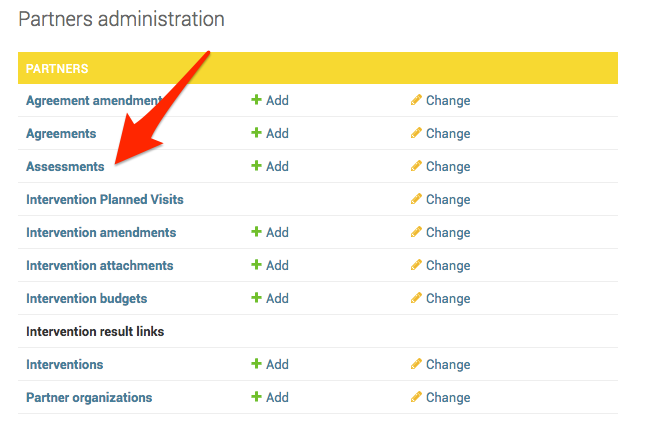 Partners administration
PARTNERS
Agreement amendment Add Change
Agreements Add Change
Assessments Add Change
Intervention Planned Visits Change
Intervention amendments Add Change
Intervention attachments Add Change
Intervention budgets Add Change
Intervention result links
Interventions Add Change
Partner organizations Add Change